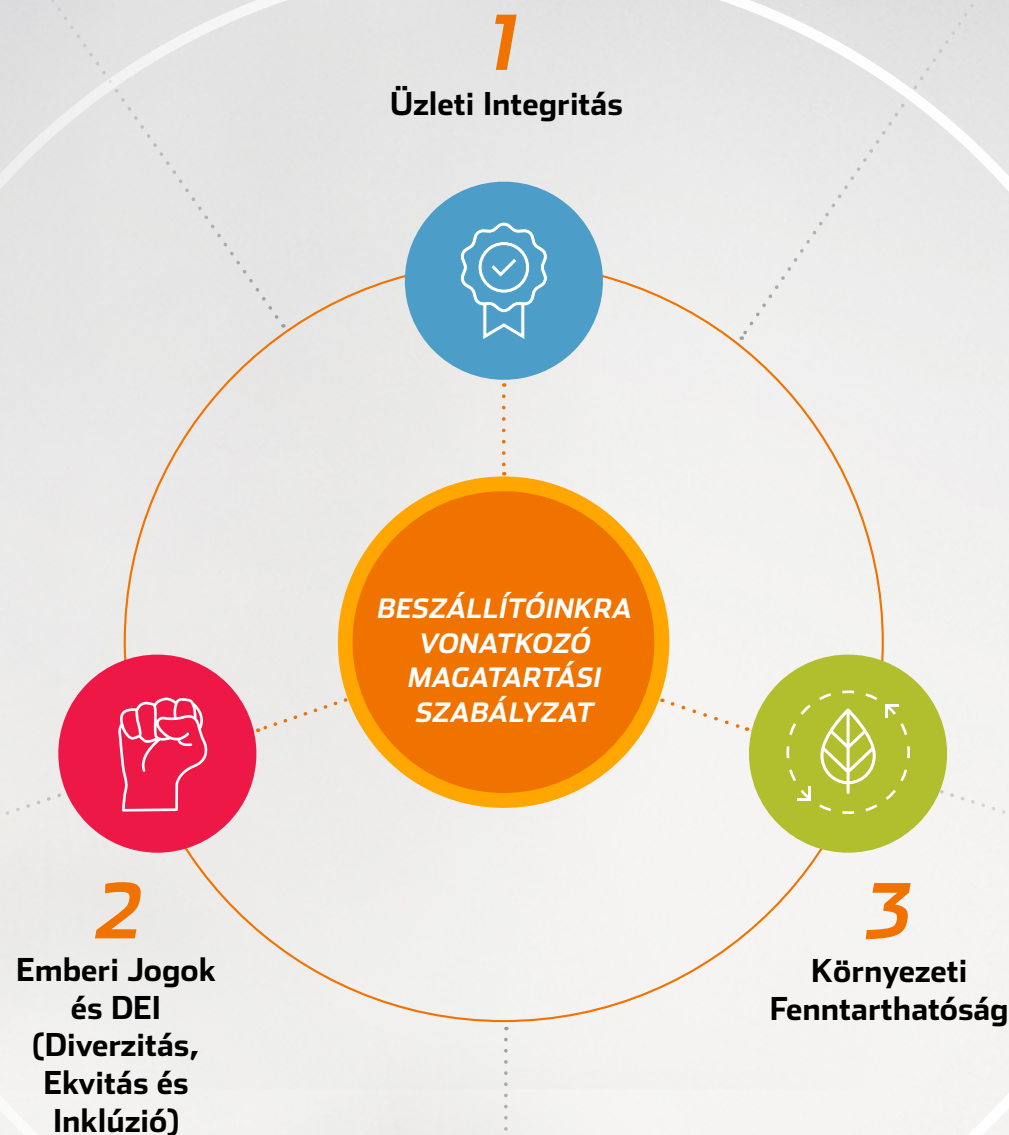 1
Üzleti Integritás
BESZÁLLÍTÓINKRA
VONATKOZÓ
MAGATARTÁSI
SZABÁLYZAT
2
Emberi Jogok
és DEI
(Diverzitás,
Ekvitás és
Inklúzió)
3
Környezeti
Fenntarthatóság